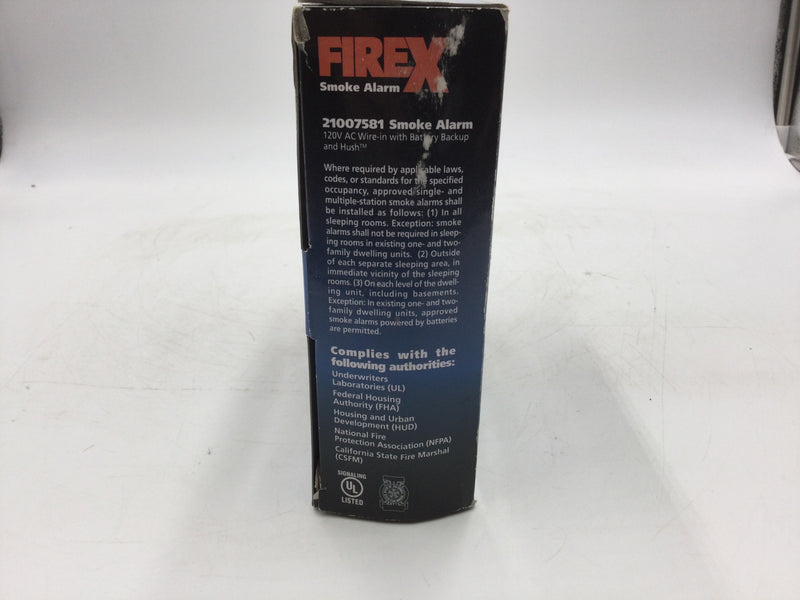 FIREX
Smoke Alarm
21007581 Smoke Alarm
120V AC Wire-in with Battery Backup
and Hush™
Where required by applicable laws,
codes, or standards for the specified
occupancy, approved single- and
multiple-station smoke alarms shall
be installed as follows: (1) In all
sleeping rooms. Exception: smoke
alarms shall not be required in sleep-
ing rooms in existing one- and two-
family dwelling units. (2) Outside
of each separate sleeping area, in
immediate vicinity of the sleeping
rooms. (3) On each level of the dwell-
ing unit, including basements.
Exception: In existing one- and two-
family dwelling units, approved
smoke alarms powered by batteries
are permitted.
Complies with the
following authorities:
Underwriters
Laboratories (UL)
Federal Housing
Authority (FHA)
Housing and Urban
Development (HUD)
National Fire
Protection Association (NFPA)
California State Fire Marshal
(CSFM)
SIGNALING
UL
LISTED